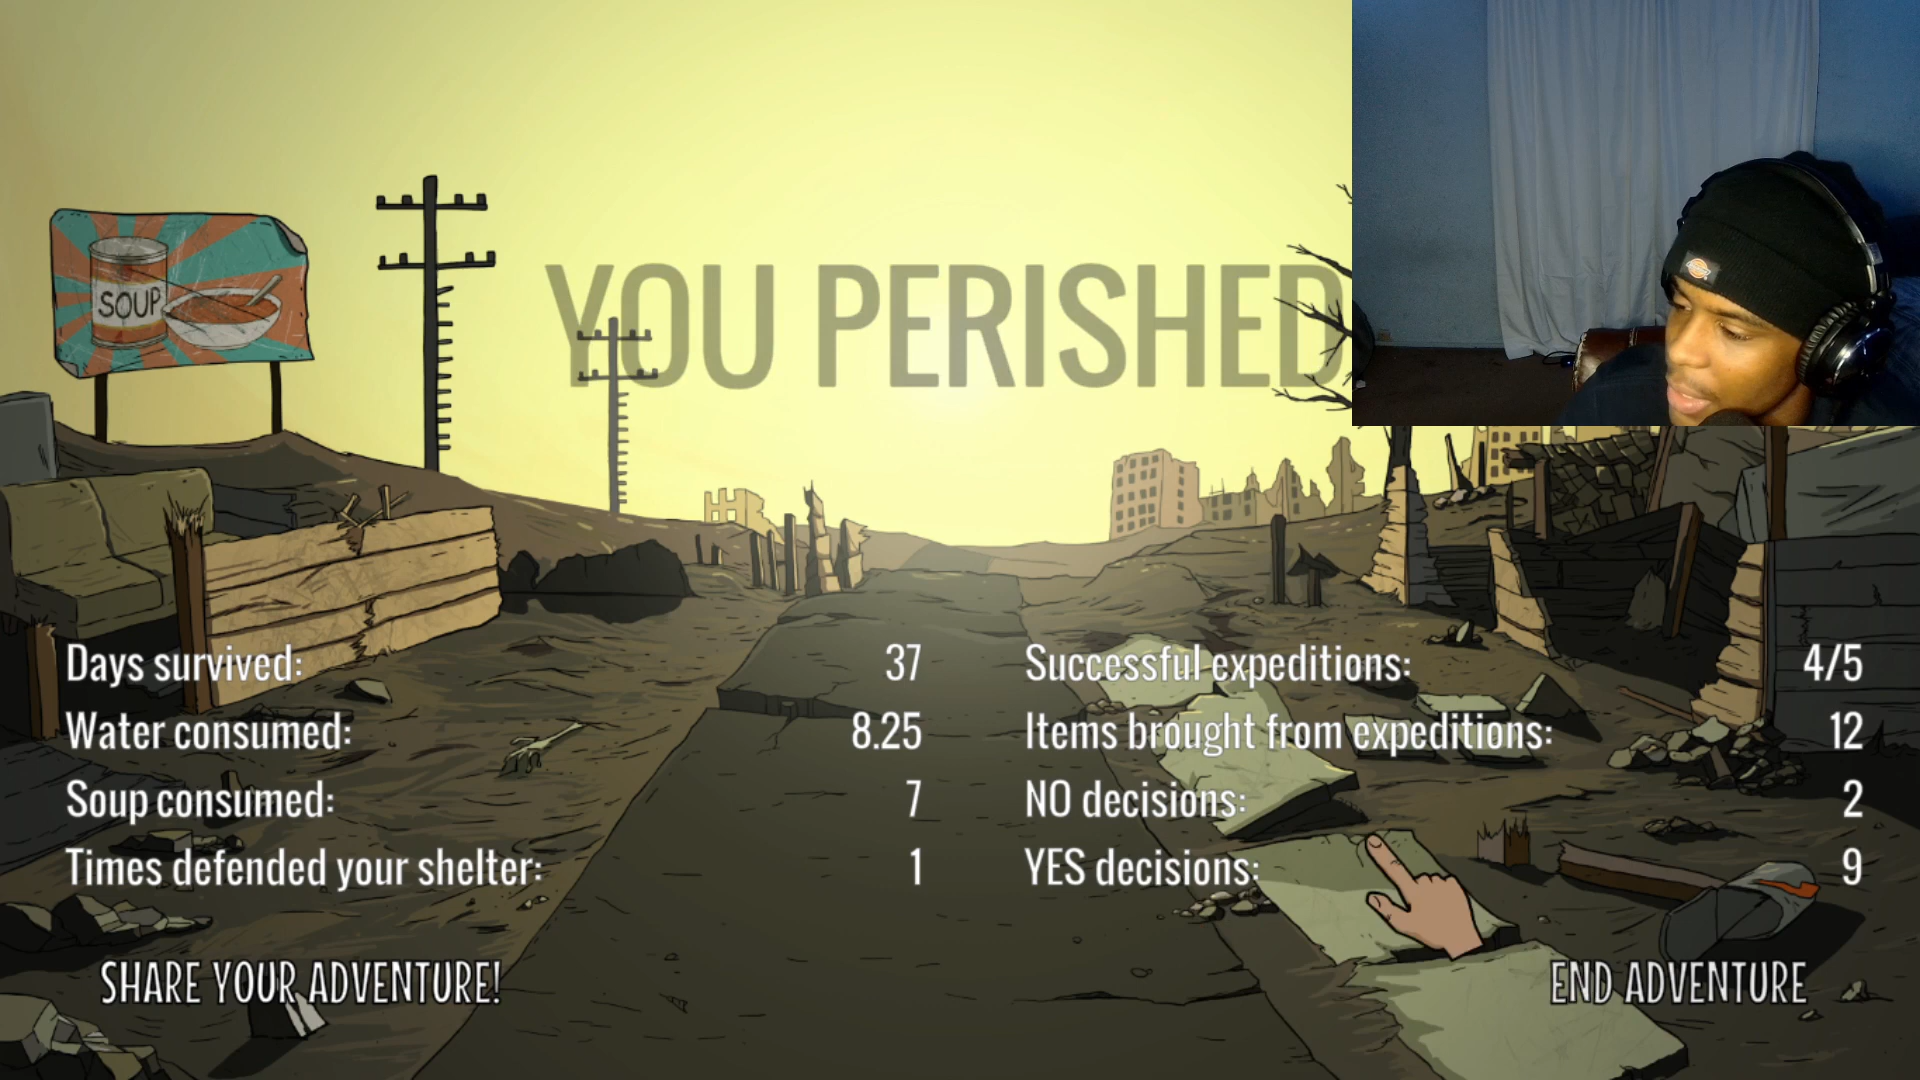 SOUP
YOU PERISHED
Days survived: 37
Water consumed: 8.25
Soup consumed: 7
Times defended your shelter: 1
Successful expeditions: 4/5
Items brought from expeditions: 12
NO decisions: 2
YES decisions: 9
SHARE YOUR ADVENTURE!
END ADVENTURE